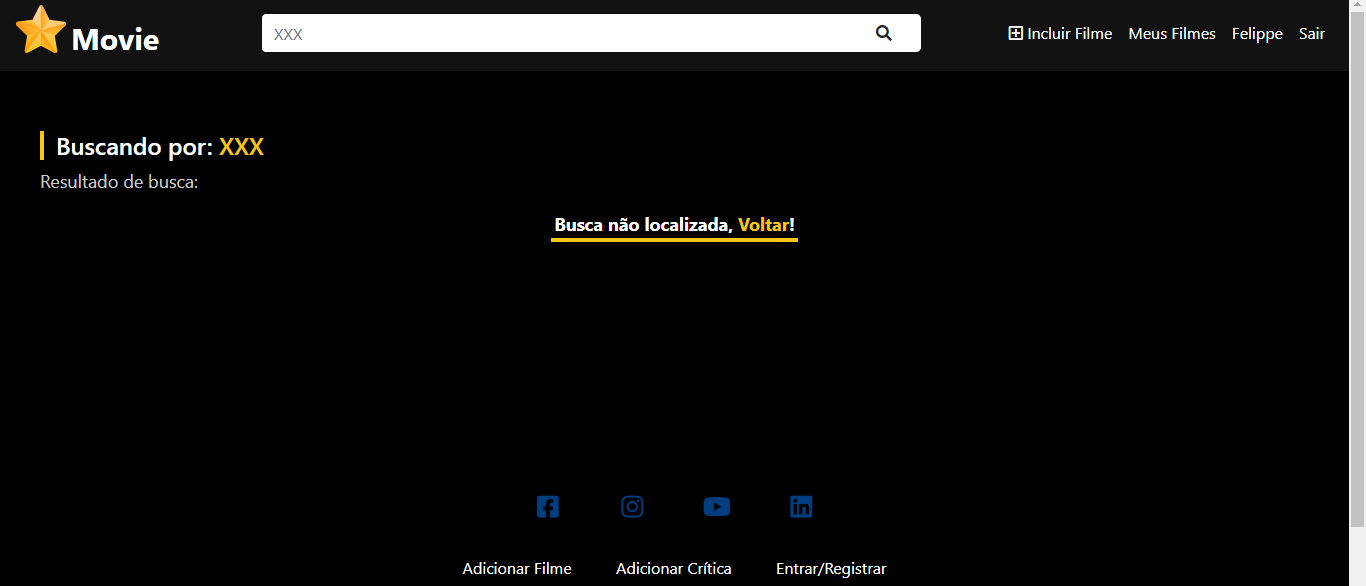 Movie
XXX
Incluir Filme Meus Filmes Felippe Sair
Buscando por: XXX
Resultado de busca:
Busca não localizada, Voltar!
Adicionar Filme Adicionar Crítica Entrar/Registrar